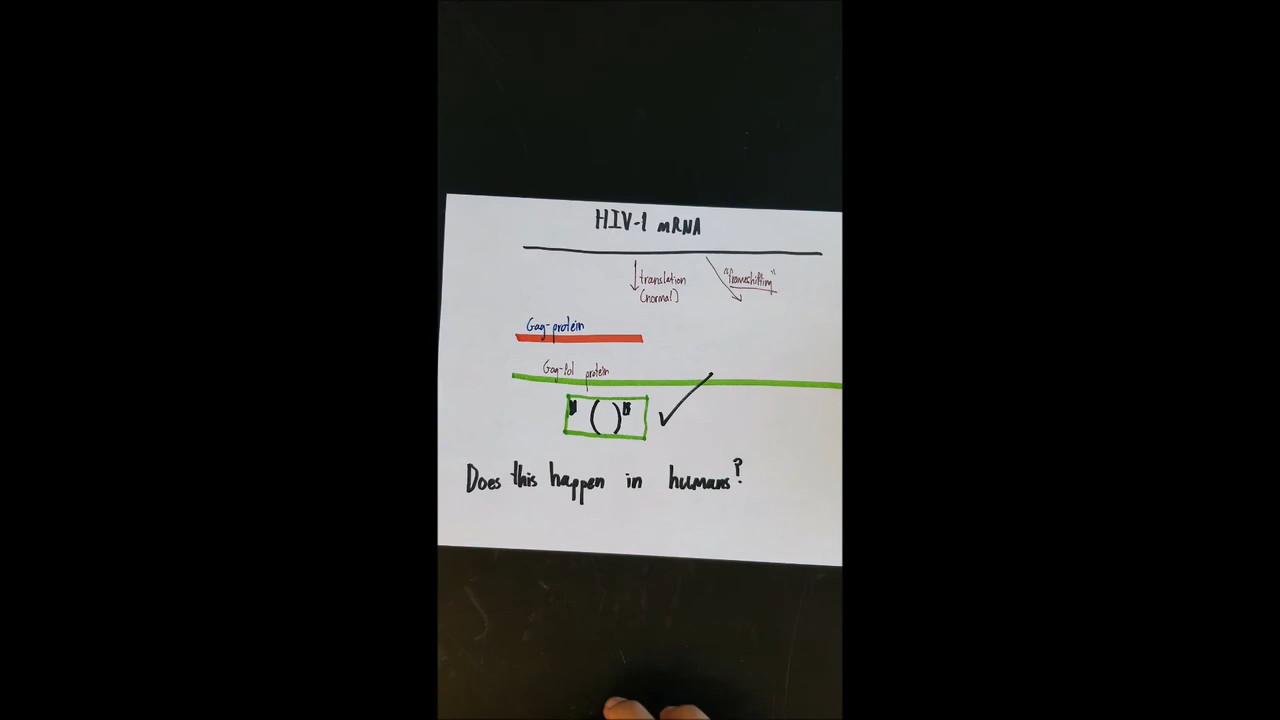 HIV-1 mRNA
translation
(normal)
"frameshifting"
Gag-protein
Gag-Pol protein
" ( ) "
Does this happen in humans?